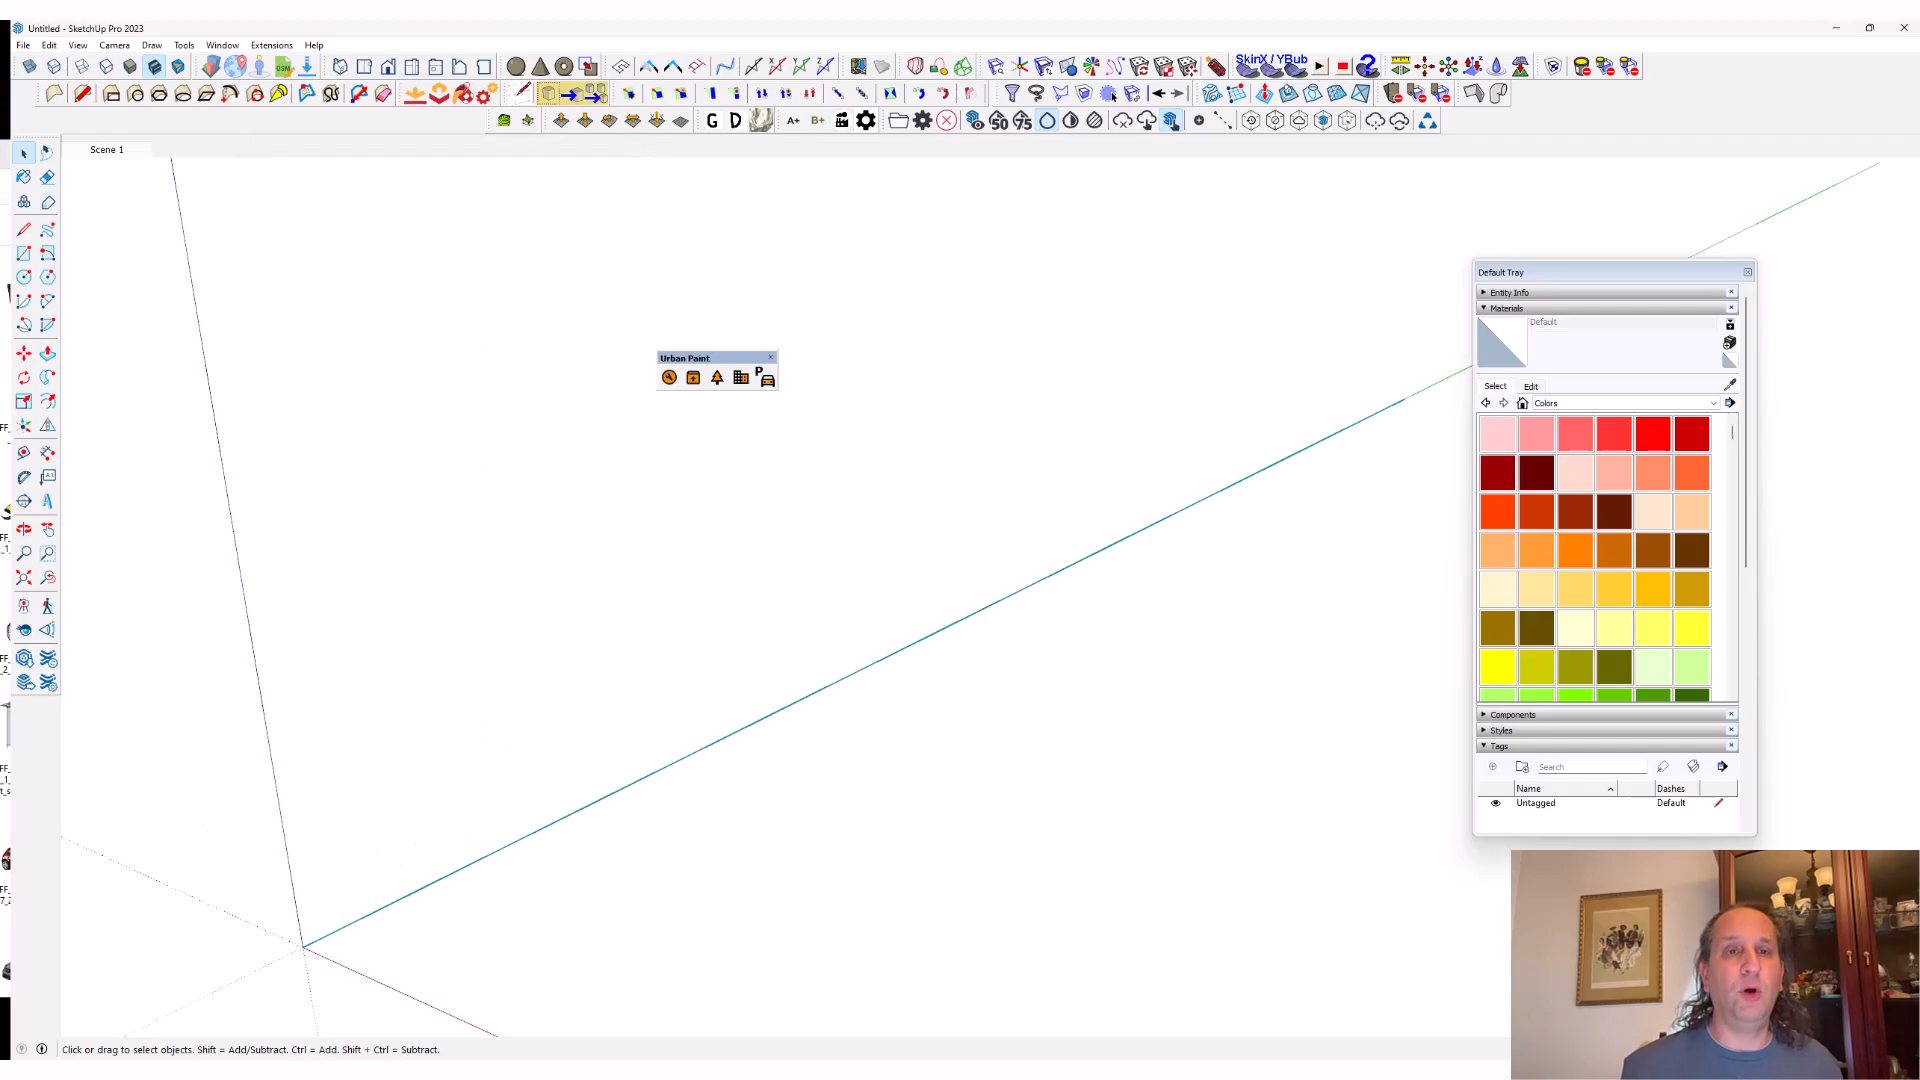 Untitled - SketchUp Pro 2023
File Edit View Camera Draw Tools Window Extensions Help
SkinX / YBub
G D A+ B+ 50 75
Scene 1
Default Tray
Entity Info
Materials
Default
Urban Paint
P
Select Edit
Colors
Components
Styles
Tags
Search
Name Dashes
Untagged Default
Click or drag to select objects. Shift = Add/Subtract. Ctrl = Add. Shift + Ctrl = Subtract.